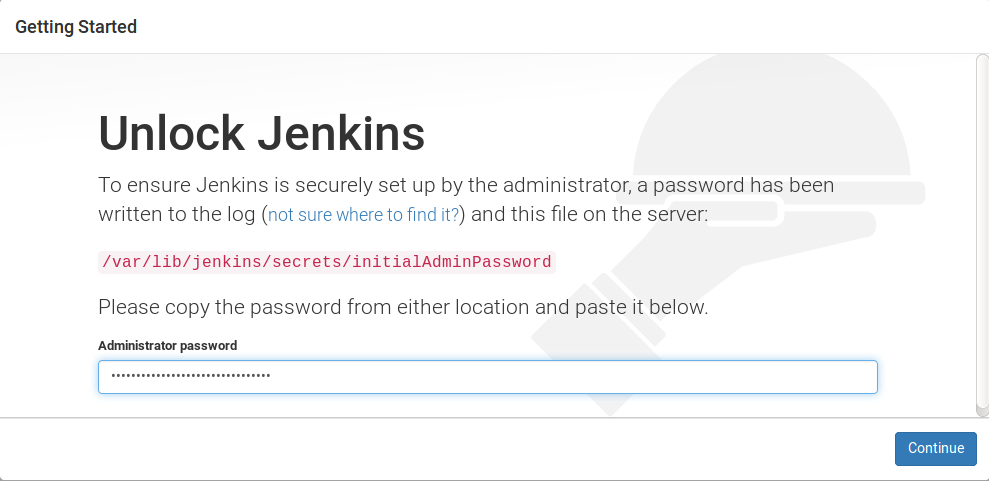 Getting Started
Unlock Jenkins
To ensure Jenkins is securely set up by the administrator, a password has been
written to the log (not sure where to find it?) and this file on the server:
/var/lib/jenkins/secrets/initialAdminPassword
Please copy the password from either location and paste it below.
Administrator password
••••••••••••••••••••••••••••••••
Continue